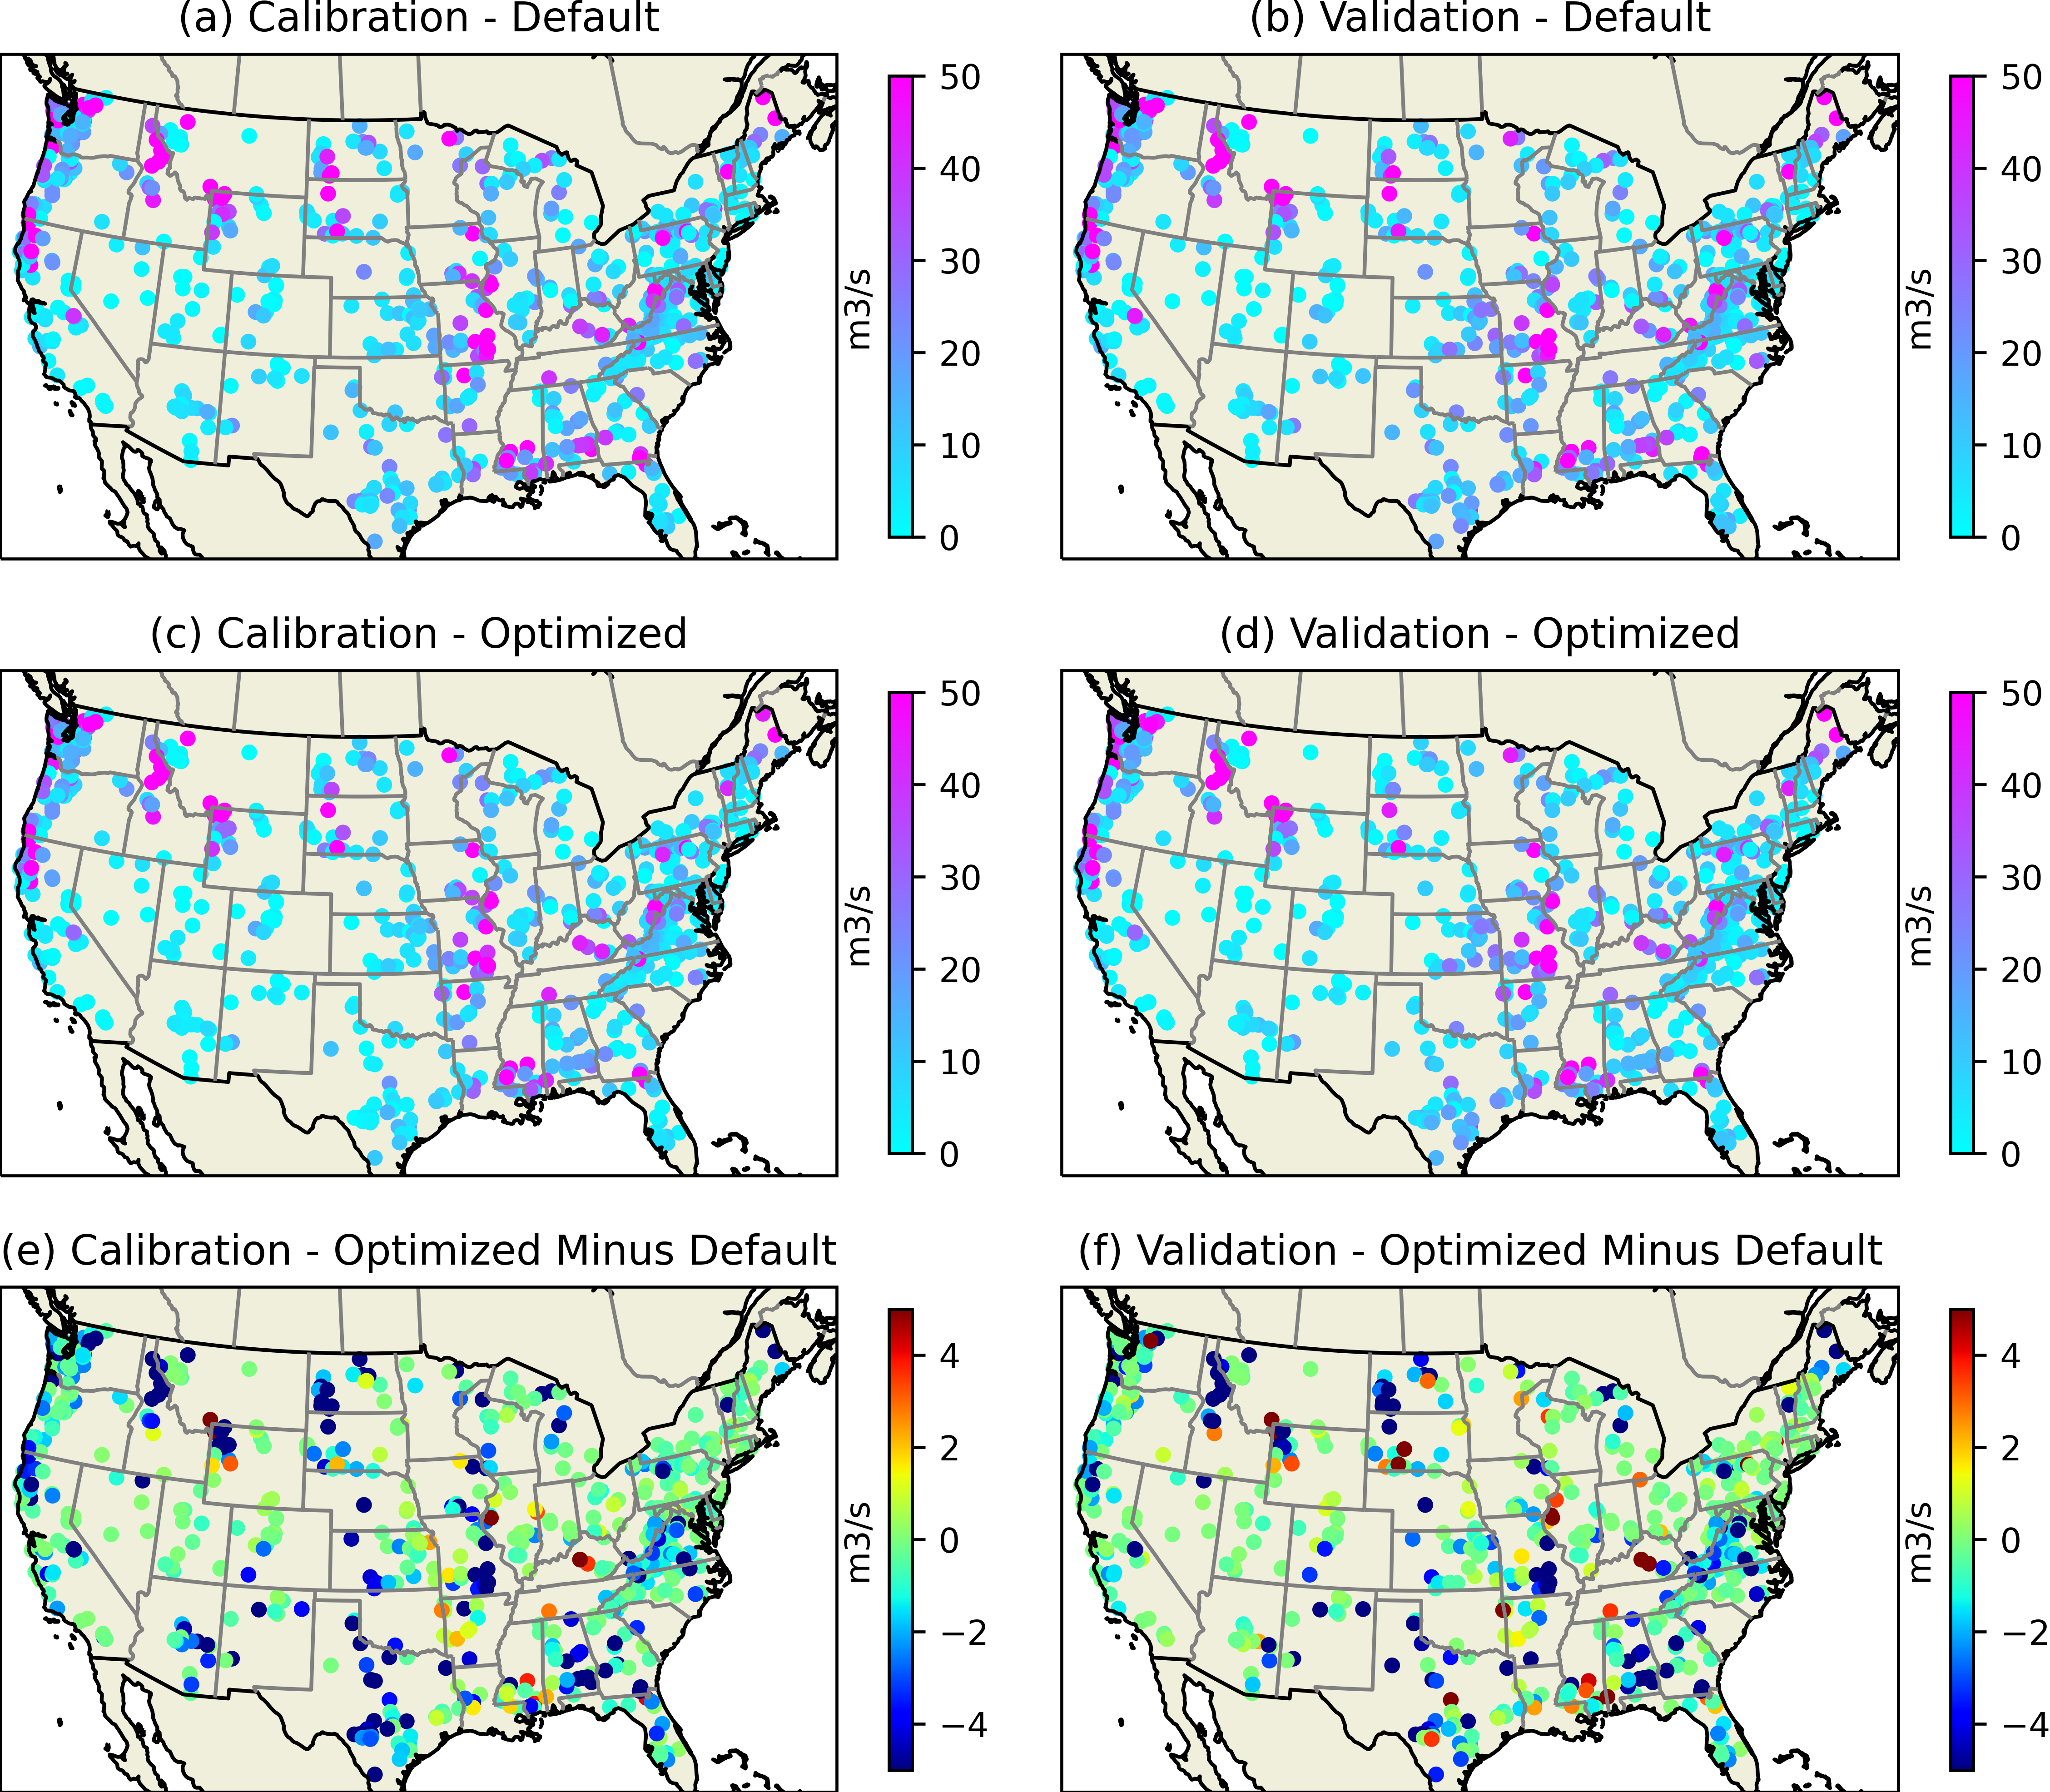 (a) Calibration - Default
(b) Validation - Default
50
40
30
20
10
0
m3/s
50
40
30
20
10
0
m3/s
(c) Calibration - Optimized
(d) Validation - Optimized
50
40
30
20
10
0
m3/s
50
40
30
20
10
0
m3/s
(e) Calibration - Optimized Minus Default
(f) Validation - Optimized Minus Default
4
2
0
−2
−4
m3/s
4
2
0
−2
−4
m3/s